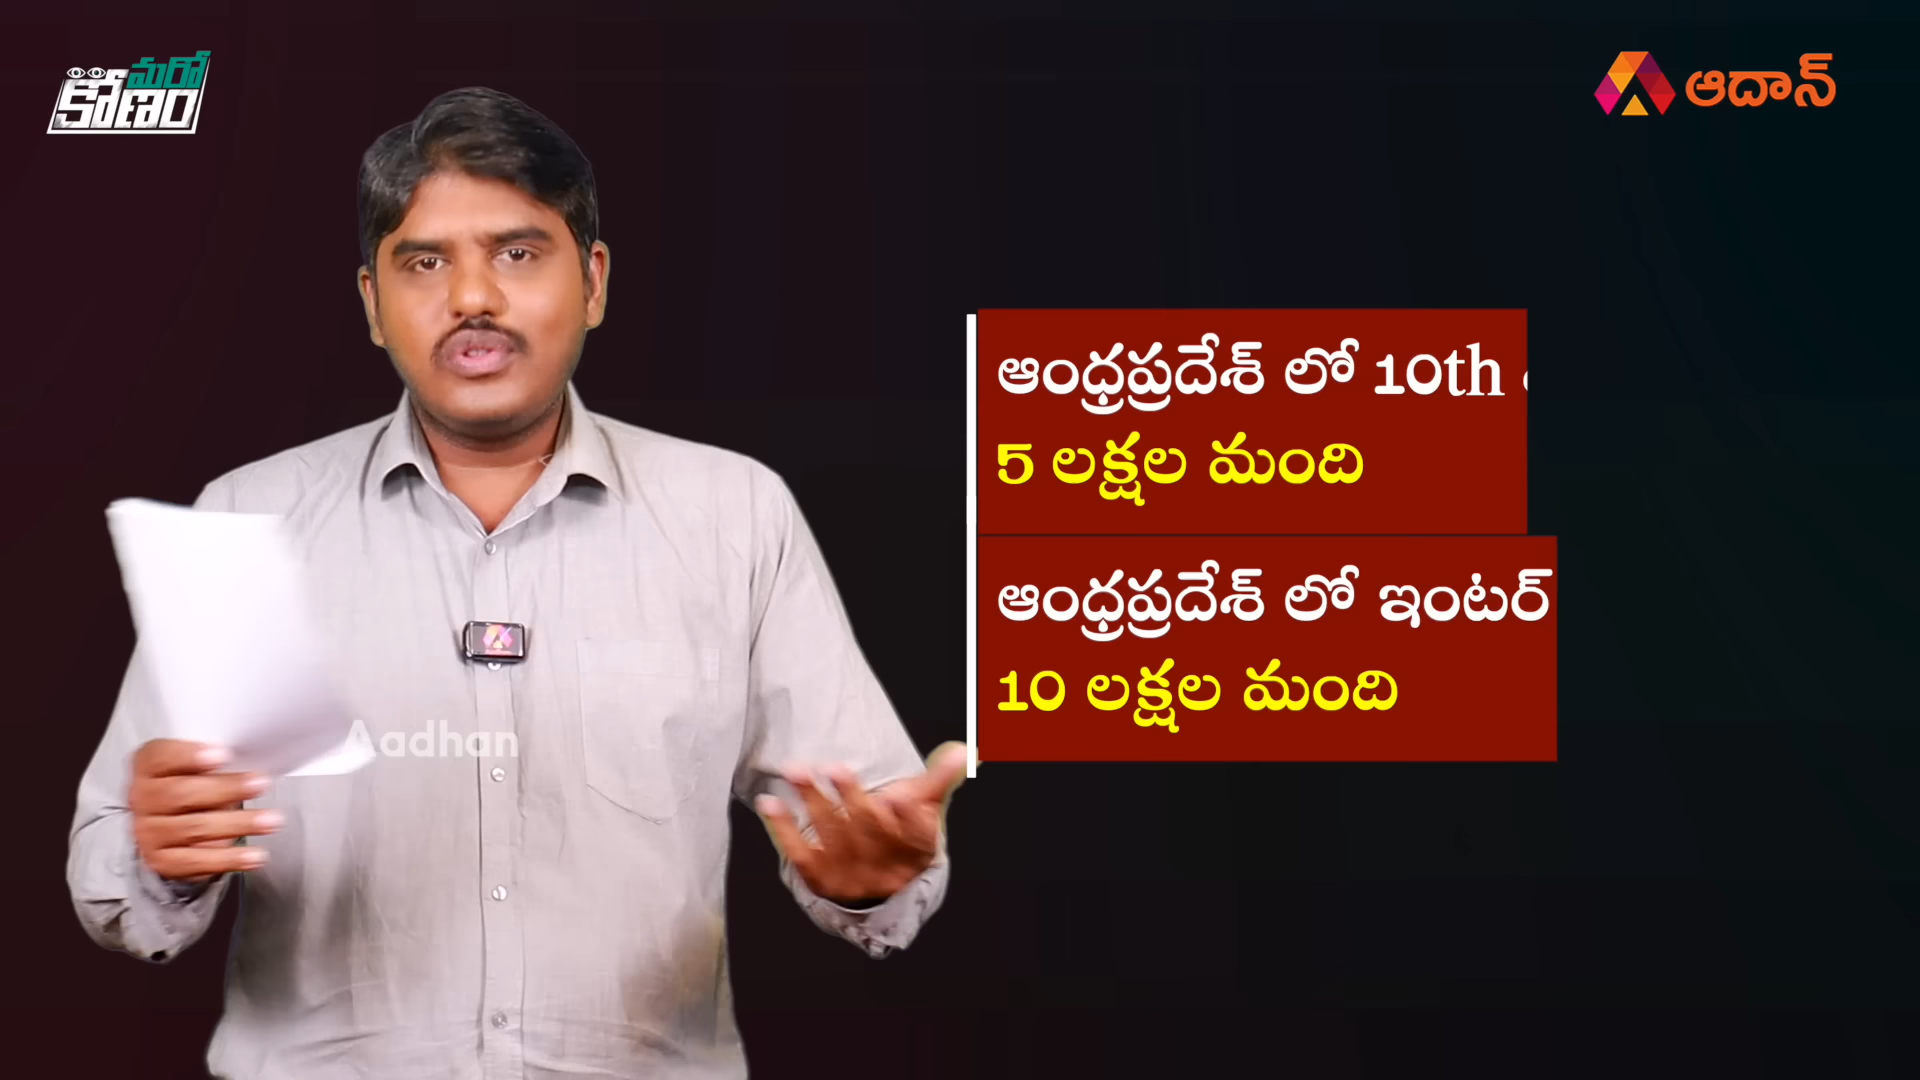 మరో
కోణం
ఆదాన్
ఆంధ్రప్రదేశ్ లో 10th
5 లక్షల మంది
ఆంధ్రప్రదేశ్ లో ఇంటర్
10 లక్షల మంది
Aadhan